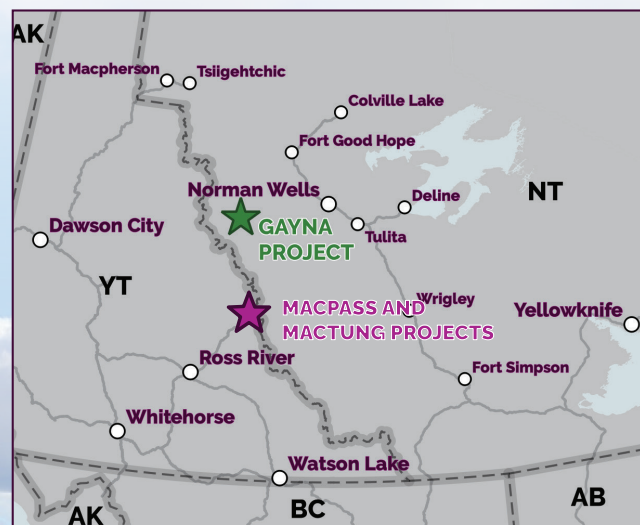 AK
Fort Macpherson
Tsiigehtchic
Colville Lake
Fort Good Hope
Norman Wells
Deline
NT
GAYNA
PROJECT
Tulita
Dawson City
YT
Wrigley
MACPASS AND
MACTUNG PROJECTS
Yellowknife
Ross River
Fort Simpson
Whitehorse
Watson Lake
AK
BC
AB